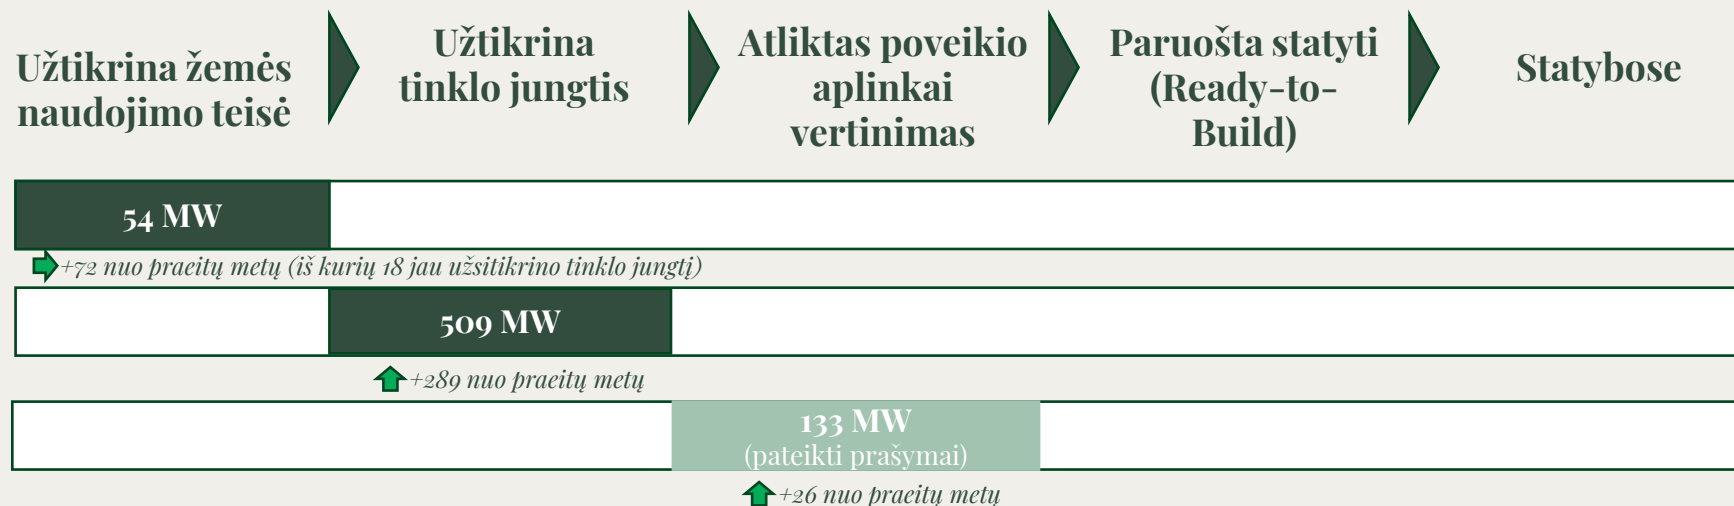 Užtikrina žemės
naudojimo teisė
Užtikrina
tinklo jungtis
Atliktas poveikio
aplinkai
vertinimas
Paruošta statyti
(Ready-to-
Build)
Statybose
54 MW
+72 nuo praeitų metų (iš kurių 18 jau užsitikrino tinklo jungtį)
509 MW
+289 nuo praeitų metų
133 MW
(pateikti prašymai)
+26 nuo praeitų metų